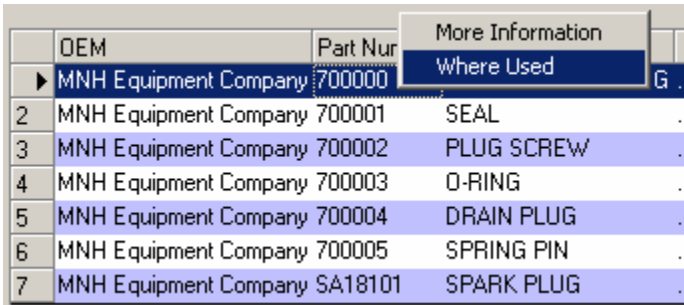 More Information
Where Used
OEM Part Nur
MNH Equipment Company 700000 G .
2 MNH Equipment Company 700001 SEAL .
3 MNH Equipment Company 700002 PLUG SCREW .
4 MNH Equipment Company 700003 O-RING .
5 MNH Equipment Company 700004 DRAIN PLUG .
6 MNH Equipment Company 700005 SPRING PIN .
7 MNH Equipment Company SA18101 SPARK PLUG .